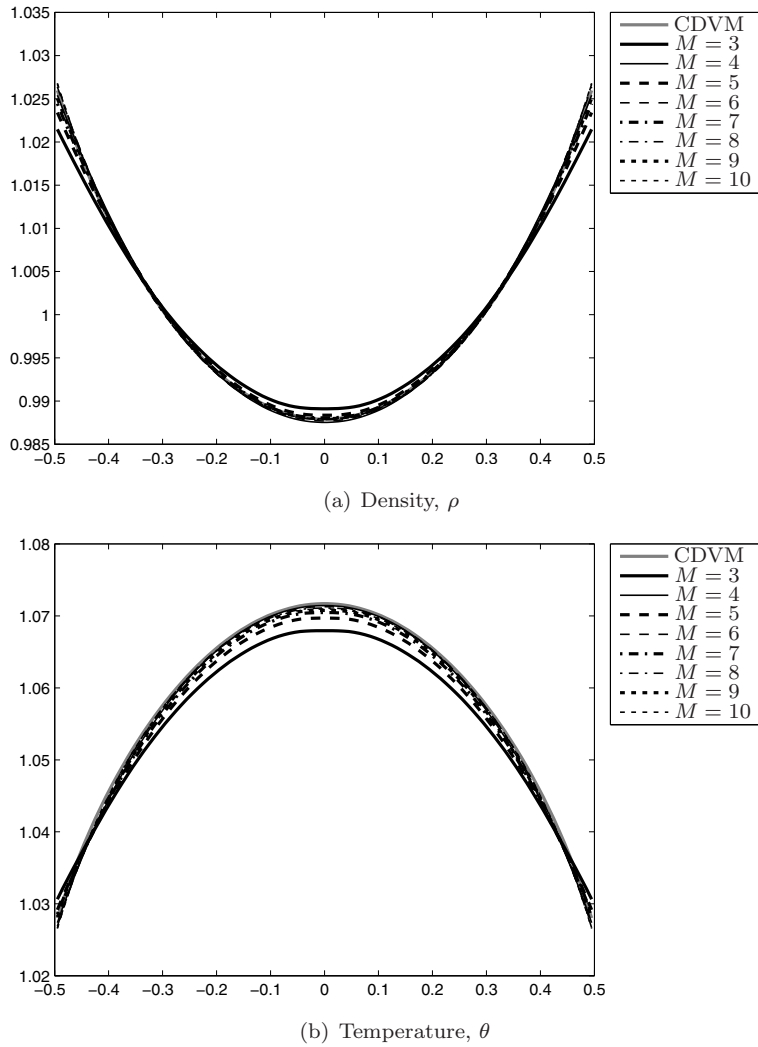 1.035
1.03
1.025
1.02
1.015
1.01
1.005
1
0.995
0.99
0.985
−0.5 −0.4 −0.3 −0.2 −0.1 0 0.1 0.2 0.3 0.4 0.5
CDVM
M = 3
M = 4
M = 5
M = 6
M = 7
M = 8
M = 9
M = 10
(a) Density, ρ
1.08
1.07
1.06
1.05
1.04
1.03
1.02
−0.5 −0.4 −0.3 −0.2 −0.1 0 0.1 0.2 0.3 0.4 0.5
CDVM
M = 3
M = 4
M = 5
M = 6
M = 7
M = 8
M = 9
M = 10
(b) Temperature, θ